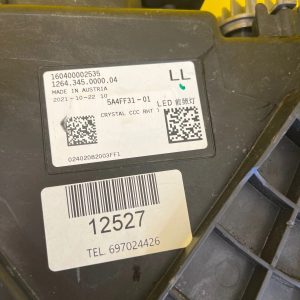 160400002535
1264.345.0000.04
MADE IN AUSTRIA
2021-10-22 10
LL
5A4FF31-01
LED 前照灯
CRYSTAL CCC RHT
02402DB2003FF1
12527
TEL. 697024426